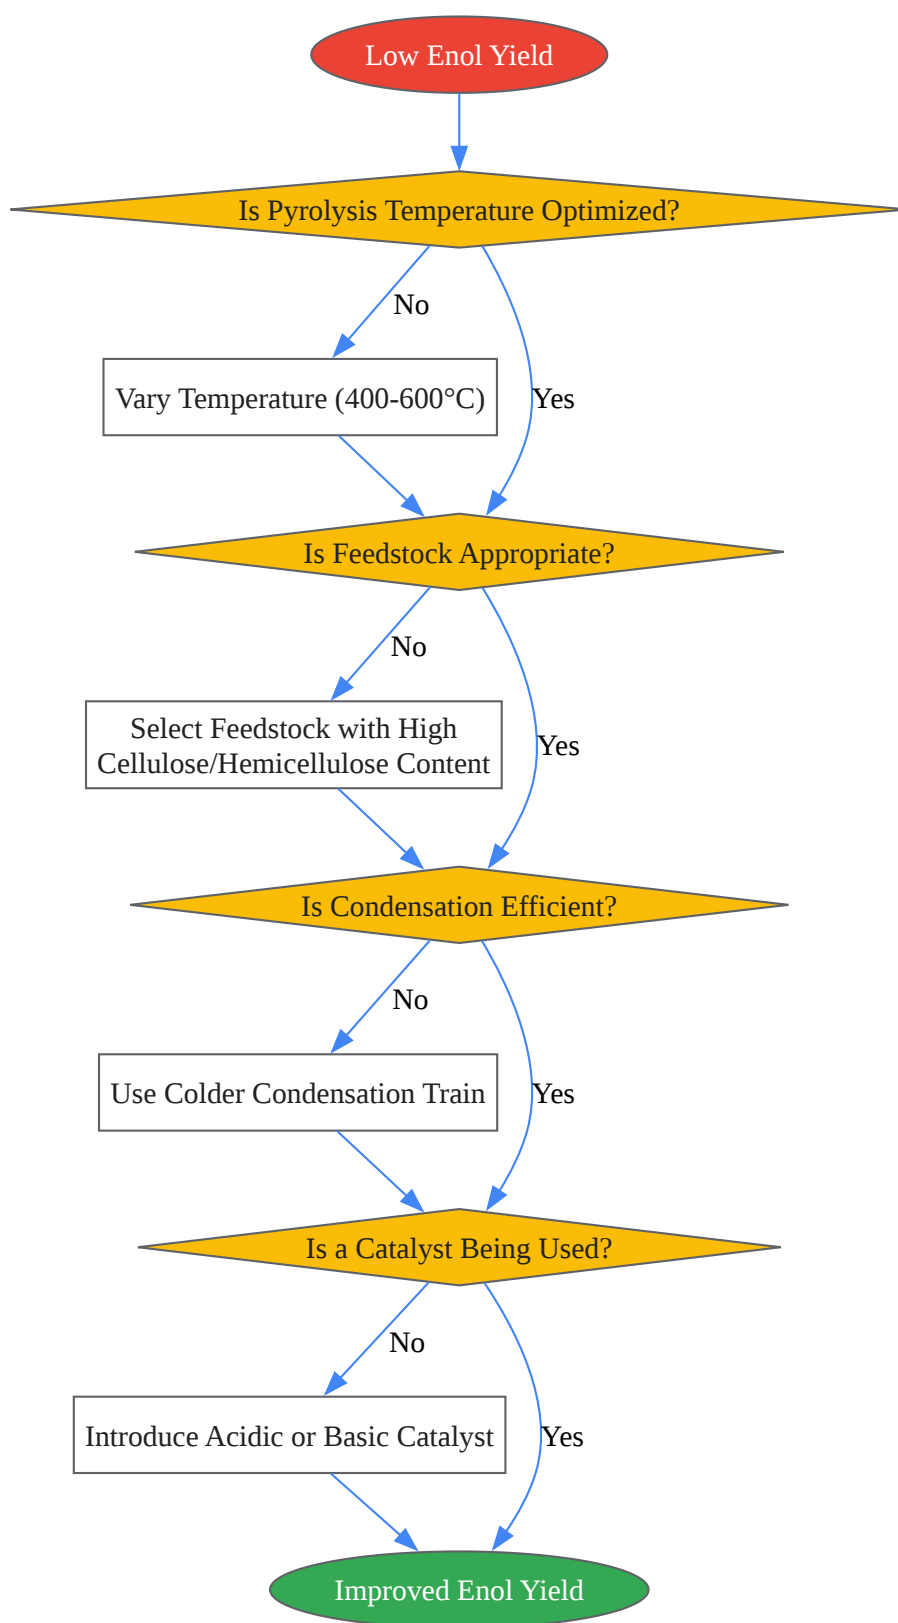 Low Enol Yield
Is Pyrolysis Temperature Optimized?
No
Vary Temperature (400-600°C)
Yes
Is Feedstock Appropriate?
No
Select Feedstock with High
Cellulose/Hemicellulose Content
Yes
Is Condensation Efficient?
No
Use Colder Condensation Train
Yes
Is a Catalyst Being Used?
No
Introduce Acidic or Basic Catalyst
Yes
Improved Enol Yield